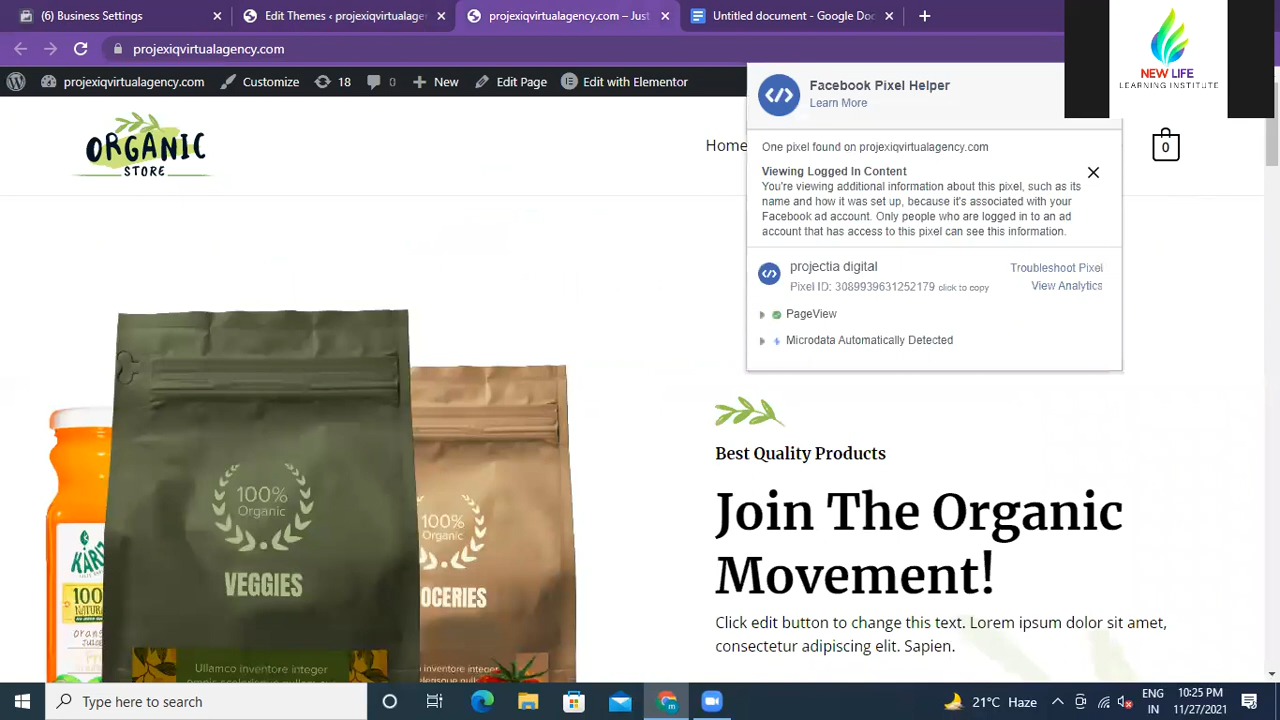 Business Settings
Edit Themes ‹ projexiqvirtualagency.
projexiqvirtualagency.com – Just
Untitled document - Google Doc
projexiqvirtualagency.com
projexiqvirtualagency.com
Customize
18
0
New
Edit Page
Edit with Elementor
NEW LIFE
LEARNING INSTITUTE
ORGANIC
STORE
Home
0
Facebook Pixel Helper
Learn More
One pixel found on projexiqvirtualagency.com
Viewing Logged In Content
You're viewing additional information about this pixel, such as its
name and how it was set up, because it's associated with your
Facebook ad account. Only people who are logged in to an ad
account that has access to this pixel can see this information.
projectia digital
Troubleshoot Pixel
Pixel ID: 3089939631252179 click to copy
View Analytics
PageView
Microdata Automatically Detected
100%
Organic
VEGGIES
100%
Organic
OCERIES
100
Ullamco inventore integer
Best Quality Products
Join The Organic
Movement!
Click edit button to change this text. Lorem ipsum dolor sit amet,
consectetur adipiscing elit. Sapien.
Type here to search
21°C Haze
ENG
IN
10:25 PM
11/27/2021